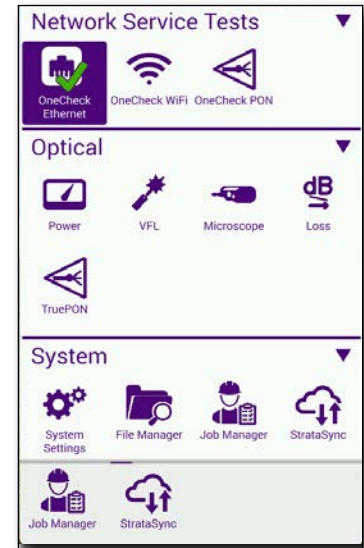 Network Service Tests
OneCheck Ethernet
OneCheck WiFi
OneCheck PON
Optical
Power
VFL
Microscope
dB
Loss
TruePON
System
System Settings
File Manager
Job Manager
StrataSync
Job Manager
StrataSync